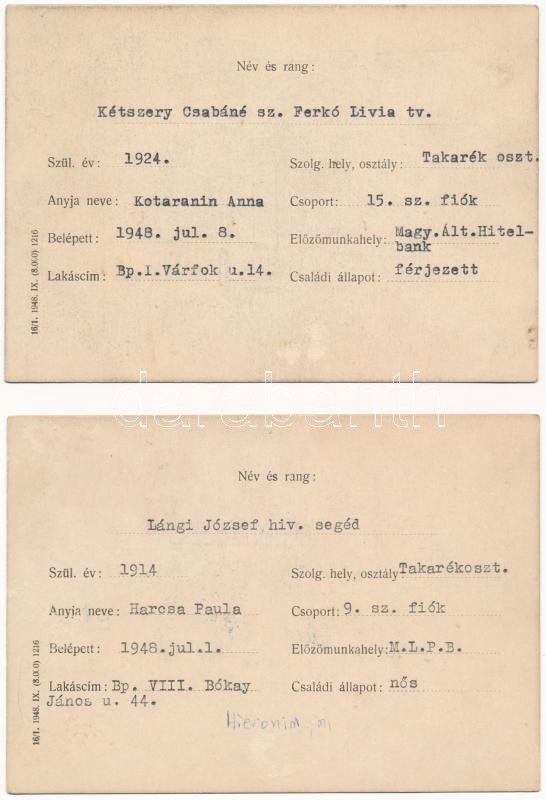 Név és rang:
Kétszery Csabáné sz. Ferkó Livia tv.
Szül. év: 1924.
Szolg. hely, osztály: Takarék oszt.
Anyja neve: Kotaranin Anna
Csoport: 15. sz. fiók
Belépett: 1948. jul. 8.
Előzőmunkahely: Magy.Ált.Hitel-
bank
Lakáscím: Bp.I.Várfok u.14.
Családi állapot: férjezett
16/1. 1948. IX. (8.000) 1216
darabanth
Név és rang:
Lángi József hiv. segéd
Szül. év: 1914
Szolg. hely, osztály: Takarékoszt.
Anyja neve: Harcsa Paula
Csoport: 9. sz. fiók
Belépett: 1948.jul.1.
Előzőmunkahely: M.L.P.B.
Lakáscím: Bp. VIII. Bókay
János u. 44.
Családi állapot: nős
Hieronim
16/1. 1948. IX. (8.000) 1216